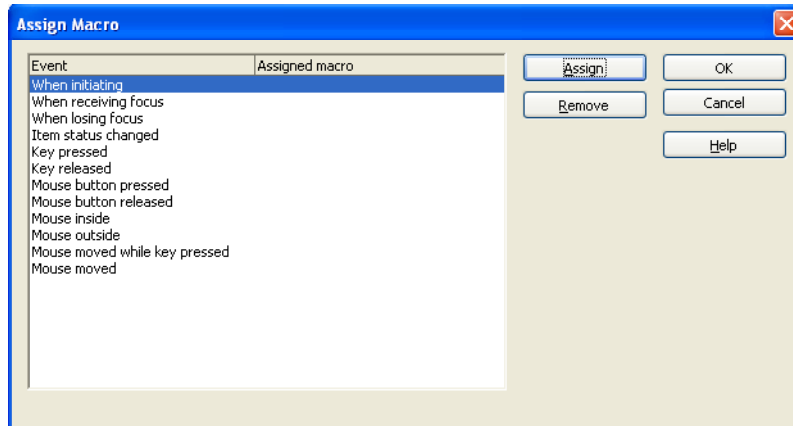 Assign Macro
Event Assigned macro
When initiating
When receiving focus
When losing focus
Item status changed
Key pressed
Key released
Mouse button pressed
Mouse button released
Mouse inside
Mouse outside
Mouse moved while key pressed
Mouse moved
Assign
Remove
OK
Cancel
Help